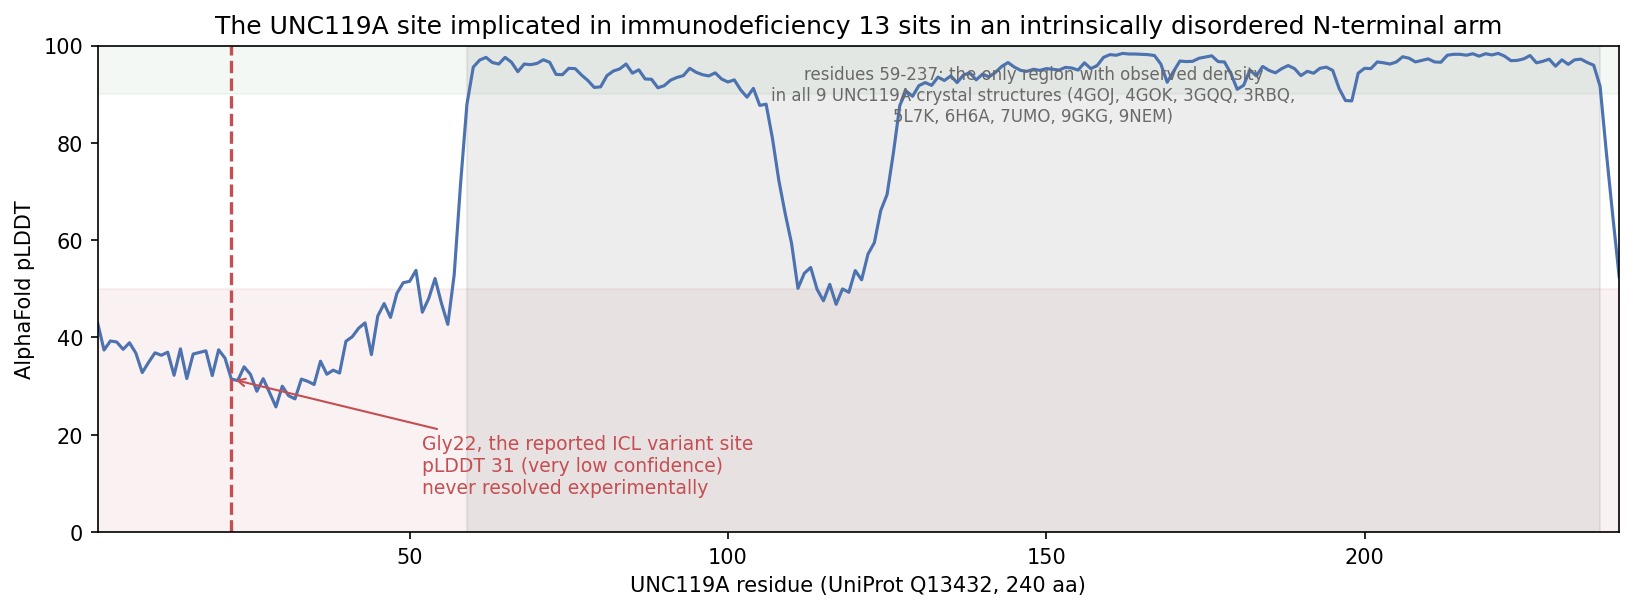 The UNC119A site implicated in immunodeficiency 13 sits in an intrinsically disordered N-terminal arm
100
80
60
40
20
0
AlphaFold pLDDT
residues 59-237: the only region with observed density
in all 9 UNC119A crystal structures (4GOJ, 4GOK, 3GQQ, 3RBQ,
5L7K, 6H6A, 7UMO, 9GKG, 9NEM)
Gly22, the reported ICL variant site
pLDDT 31 (very low confidence)
never resolved experimentally
50
100
150
200
UNC119A residue (UniProt Q13432, 240 aa)